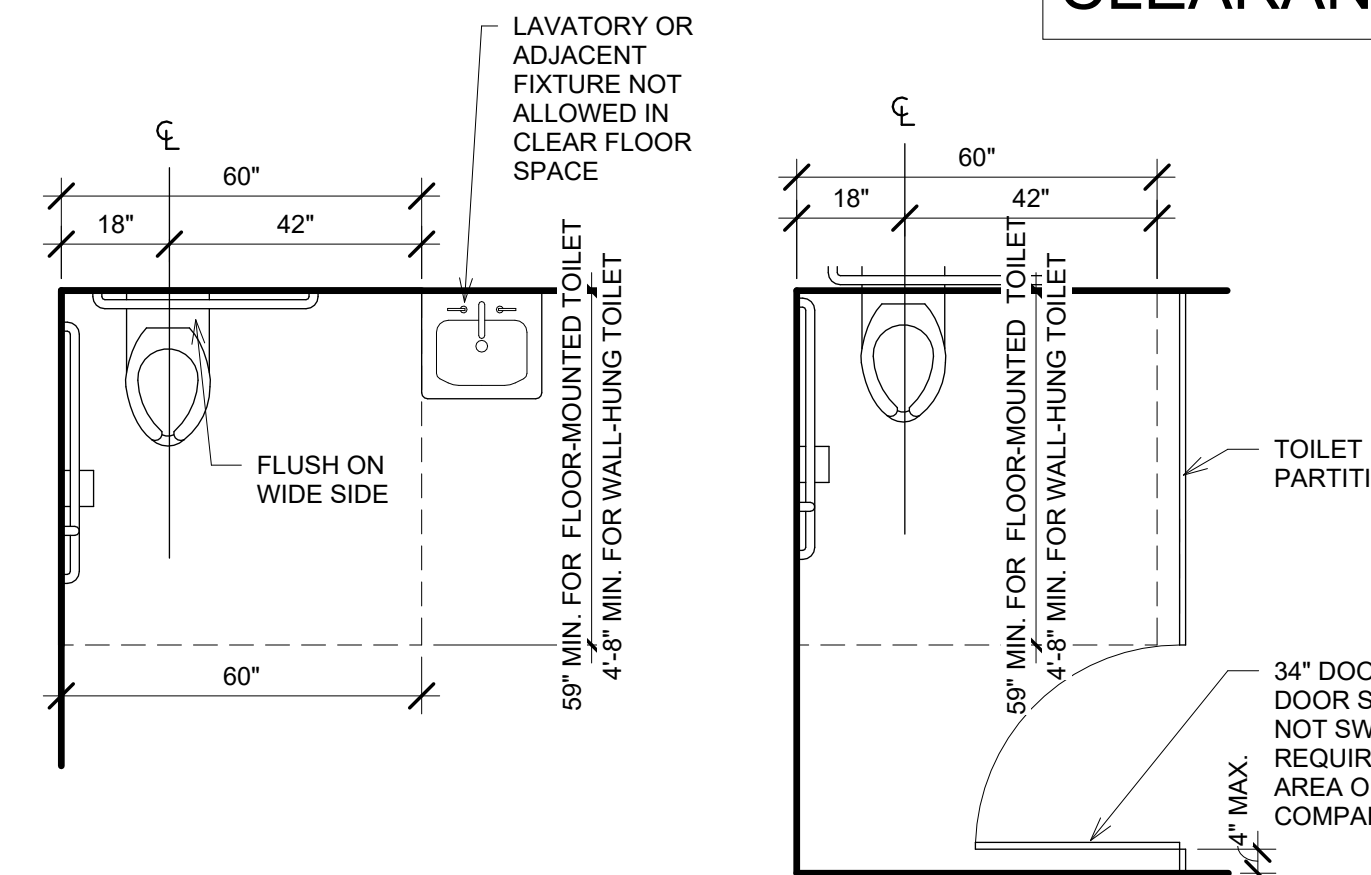 CLEARAN
LAVATORY OR
ADJACENT
FIXTURE NOT
ALLOWED IN
CLEAR FLOOR
SPACE
℄
60"
18"
42"
FLUSH ON
WIDE SIDE
59" MIN. FOR FLOOR-MOUNTED TOILET
4'-8" MIN. FOR WALL-HUNG TOILET
60"
℄
60"
18"
42"
59" MIN. FOR FLOOR-MOUNTED TOILET
4'-8" MIN. FOR WALL-HUNG TOILET
TOILET
PARTITI
34" DOO
DOOR S
NOT SW
REQUIR
AREA O
COMPA
4" MAX.